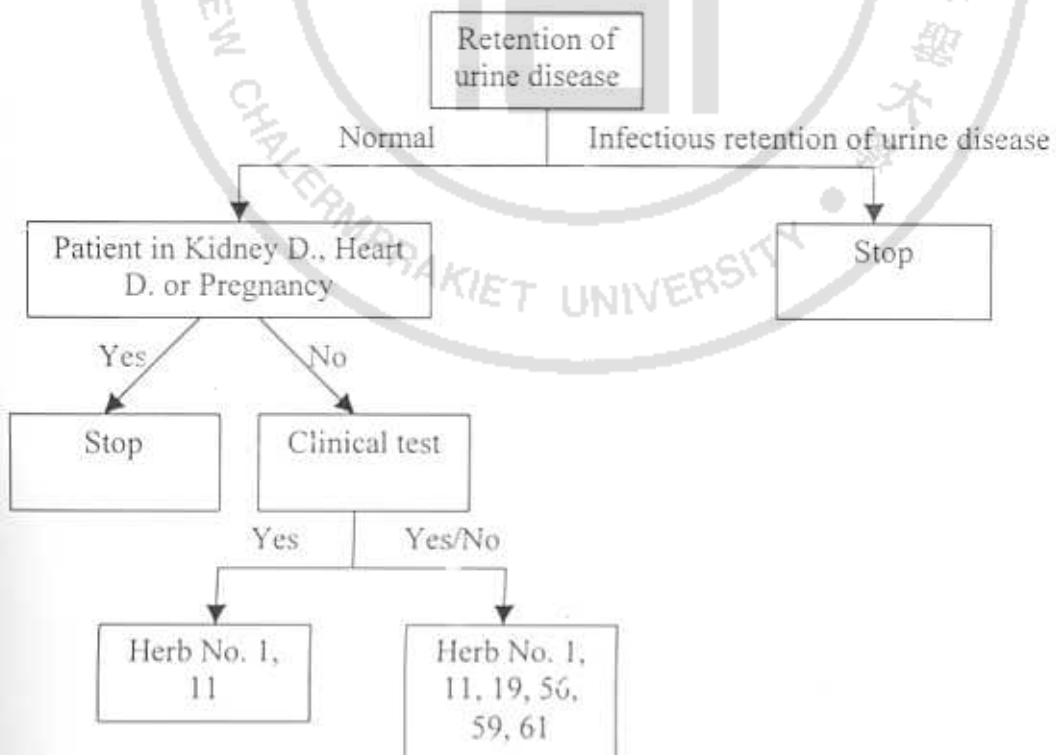 Retention of
urine disease
Normal
Infectious retention of urine disease
Patient in Kidney D., Heart
D. or Pregnancy
Stop
Yes
No
Stop
Clinical test
Yes
Yes/No
Herb No. 1,
11
Herb No. 1,
11, 19, 56,
59, 61
CHALERMPRAKIET UNIVERSITY
大